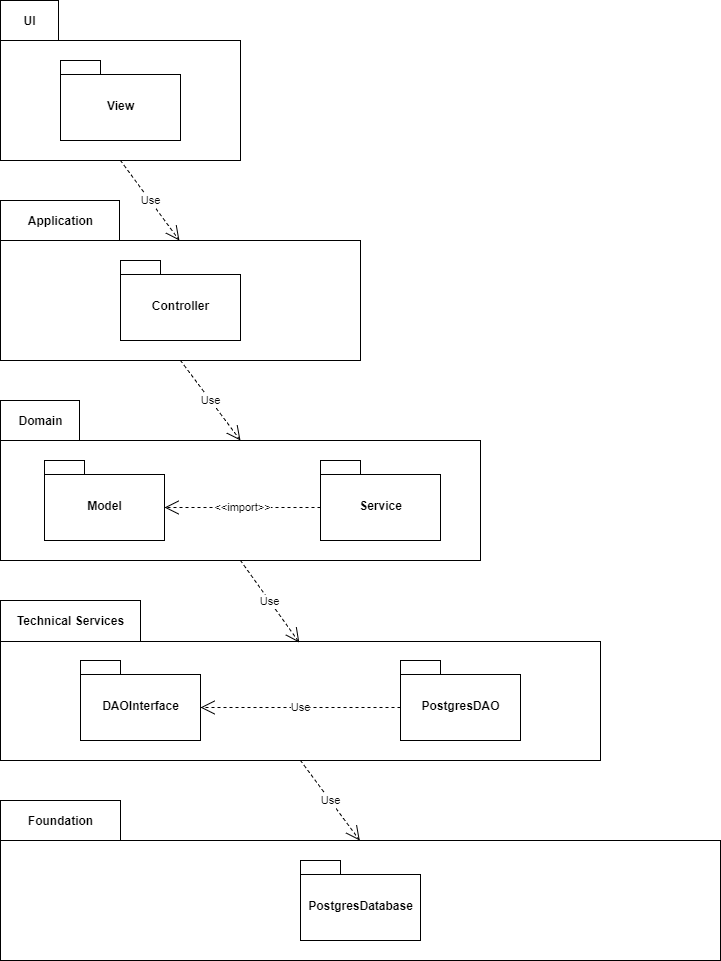 UI
View
Use
Application
Controller
Use
Domain
Model
<<import>>
Service
Use
Technical Services
DAOInterface
Use
PostgresDAO
Use
Foundation
PostgresDatabase